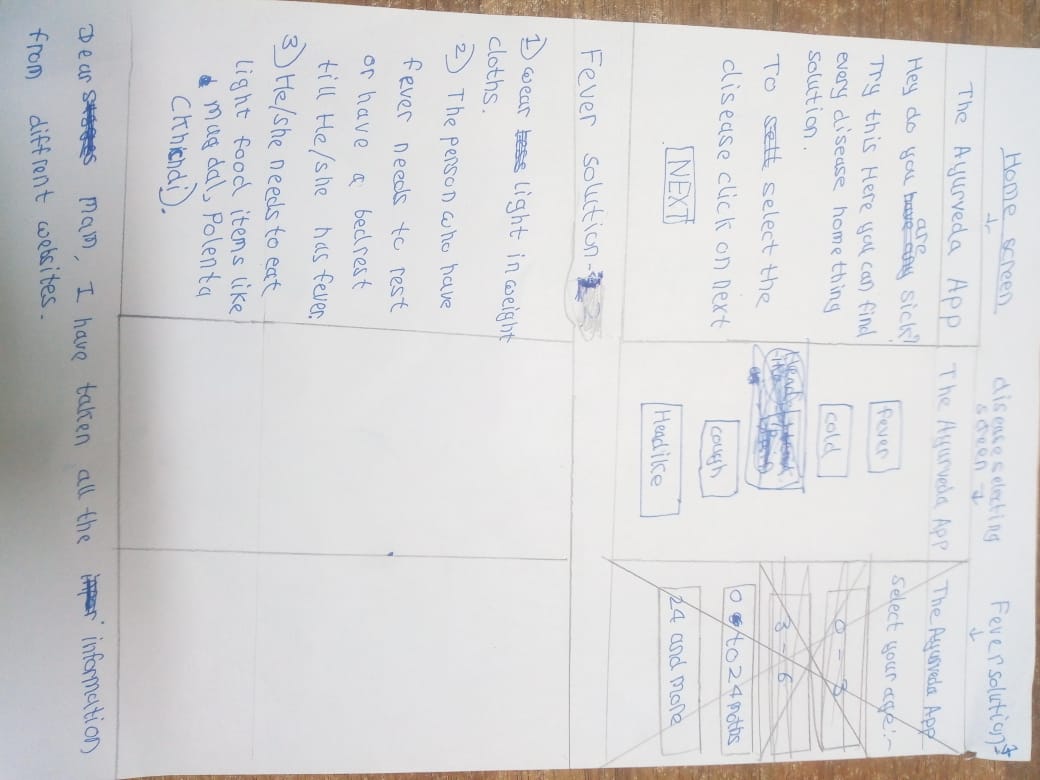 Home screen
↓
The Ayurveda App
Hey do you are sick?
Try this Here you can find
every disease home thing
solution.
To select the
disease click on next
NEXT
disease selecting
screen →
The Ayurveda App
Fever
cold
cough
Headike
Fever solution
↓
The Ayurveda App
select your age:-
0 - 3
3 - 6
0 to 24 moths
24 and more
Fever solution-
1) wear light in weight
cloths.
2) The person who have
fever needs to rest
or have a bedrest
till He/she has fever.
3) He/she needs to eat
light food items like
mug dal, Polenta
(Khichdi).
Dear mam, I have taken all the information
from diffrent websites.